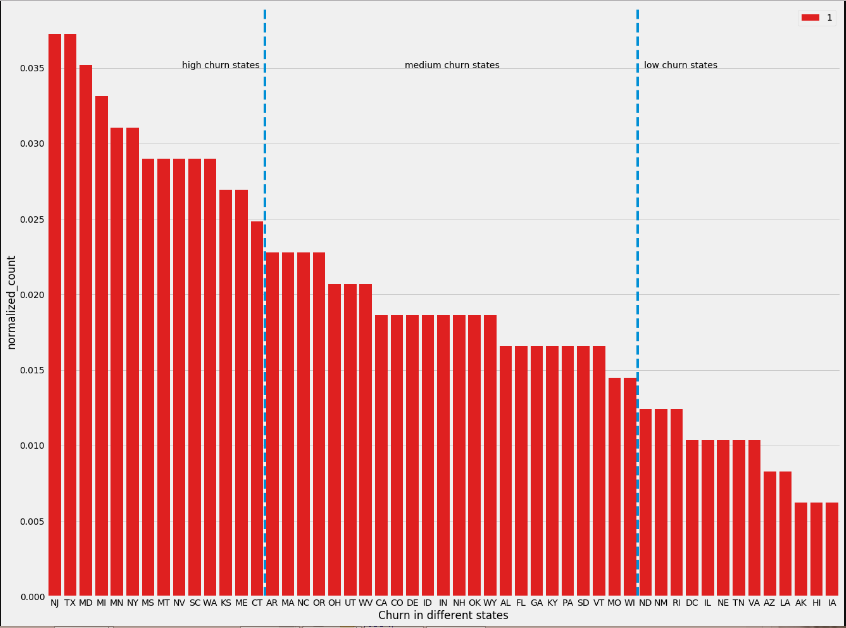 1
high churn states
medium churn states
low churn states
0.035
0.030
0.025
0.020
0.015
0.010
0.005
0.000
normalized_count
NJ TX MD MI MN NY MS MT NV SC WA KS ME CT AR MA NC OR OH UT WV CA CO DE ID IN NH OK WY AL FL GA KY PA SD VT MO WI ND NM RI DC IL NE TN VA AZ LA AK HI IA
Churn in different states